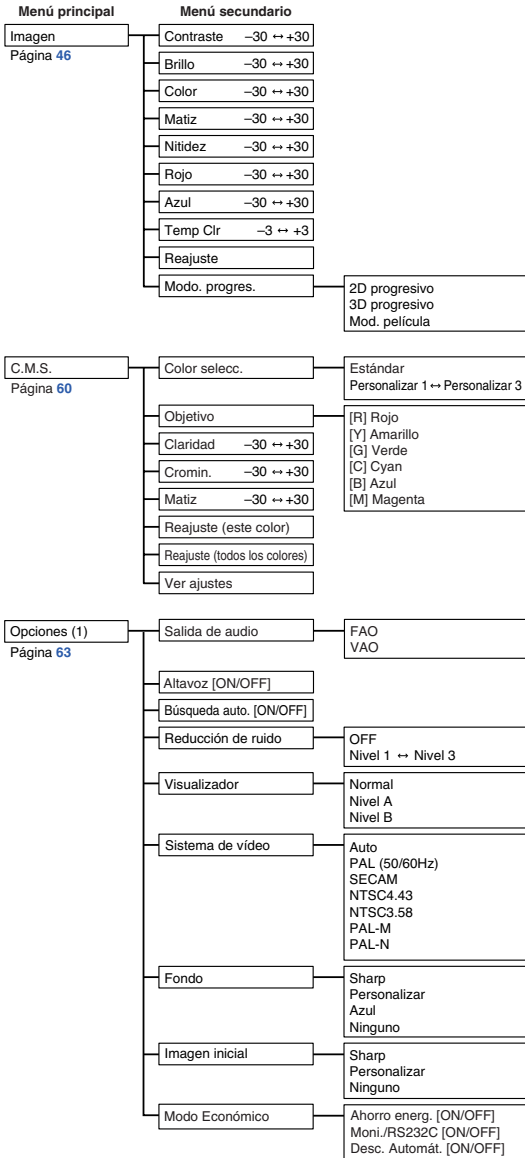 Menú principal Menú secundario
Imagen
Página 46
Contraste –30 ↔ +30
Brillo –30 ↔ +30
Color –30 ↔ +30
Matiz –30 ↔ +30
Nitidez –30 ↔ +30
Rojo –30 ↔ +30
Azul –30 ↔ +30
Temp Clr –3 ↔ +3
Reajuste
Modo. progres.
2D progresivo
3D progresivo
Mod. película
C.M.S.
Página 60
Color selecc.
Estándar
Personalizar 1 ↔ Personalizar 3
Objetivo
[R] Rojo
[Y] Amarillo
[G] Verde
[C] Cyan
[B] Azul
[M] Magenta
Claridad –30 ↔ +30
Cromin. –30 ↔ +30
Matiz –30 ↔ +30
Reajuste (este color)
Reajuste (todos los colores)
Ver ajustes
Opciones (1)
Página 63
Salida de audio
FAO
VAO
Altavoz [ON/OFF]
Búsqueda auto. [ON/OFF]
Reducción de ruido
OFF
Nivel 1 ↔ Nivel 3
Visualizador
Normal
Nivel A
Nivel B
Sistema de vídeo
Auto
PAL (50/60Hz)
SECAM
NTSC4.43
NTSC3.58
PAL-M
PAL-N
Fondo
Sharp
Personalizar
Azul
Ninguno
Imagen inicial
Sharp
Personalizar
Ninguno
Modo Económico
Ahorro energ. [ON/OFF]
Moni./RS232C [ON/OFF]
Desc. Automát. [ON/OFF]